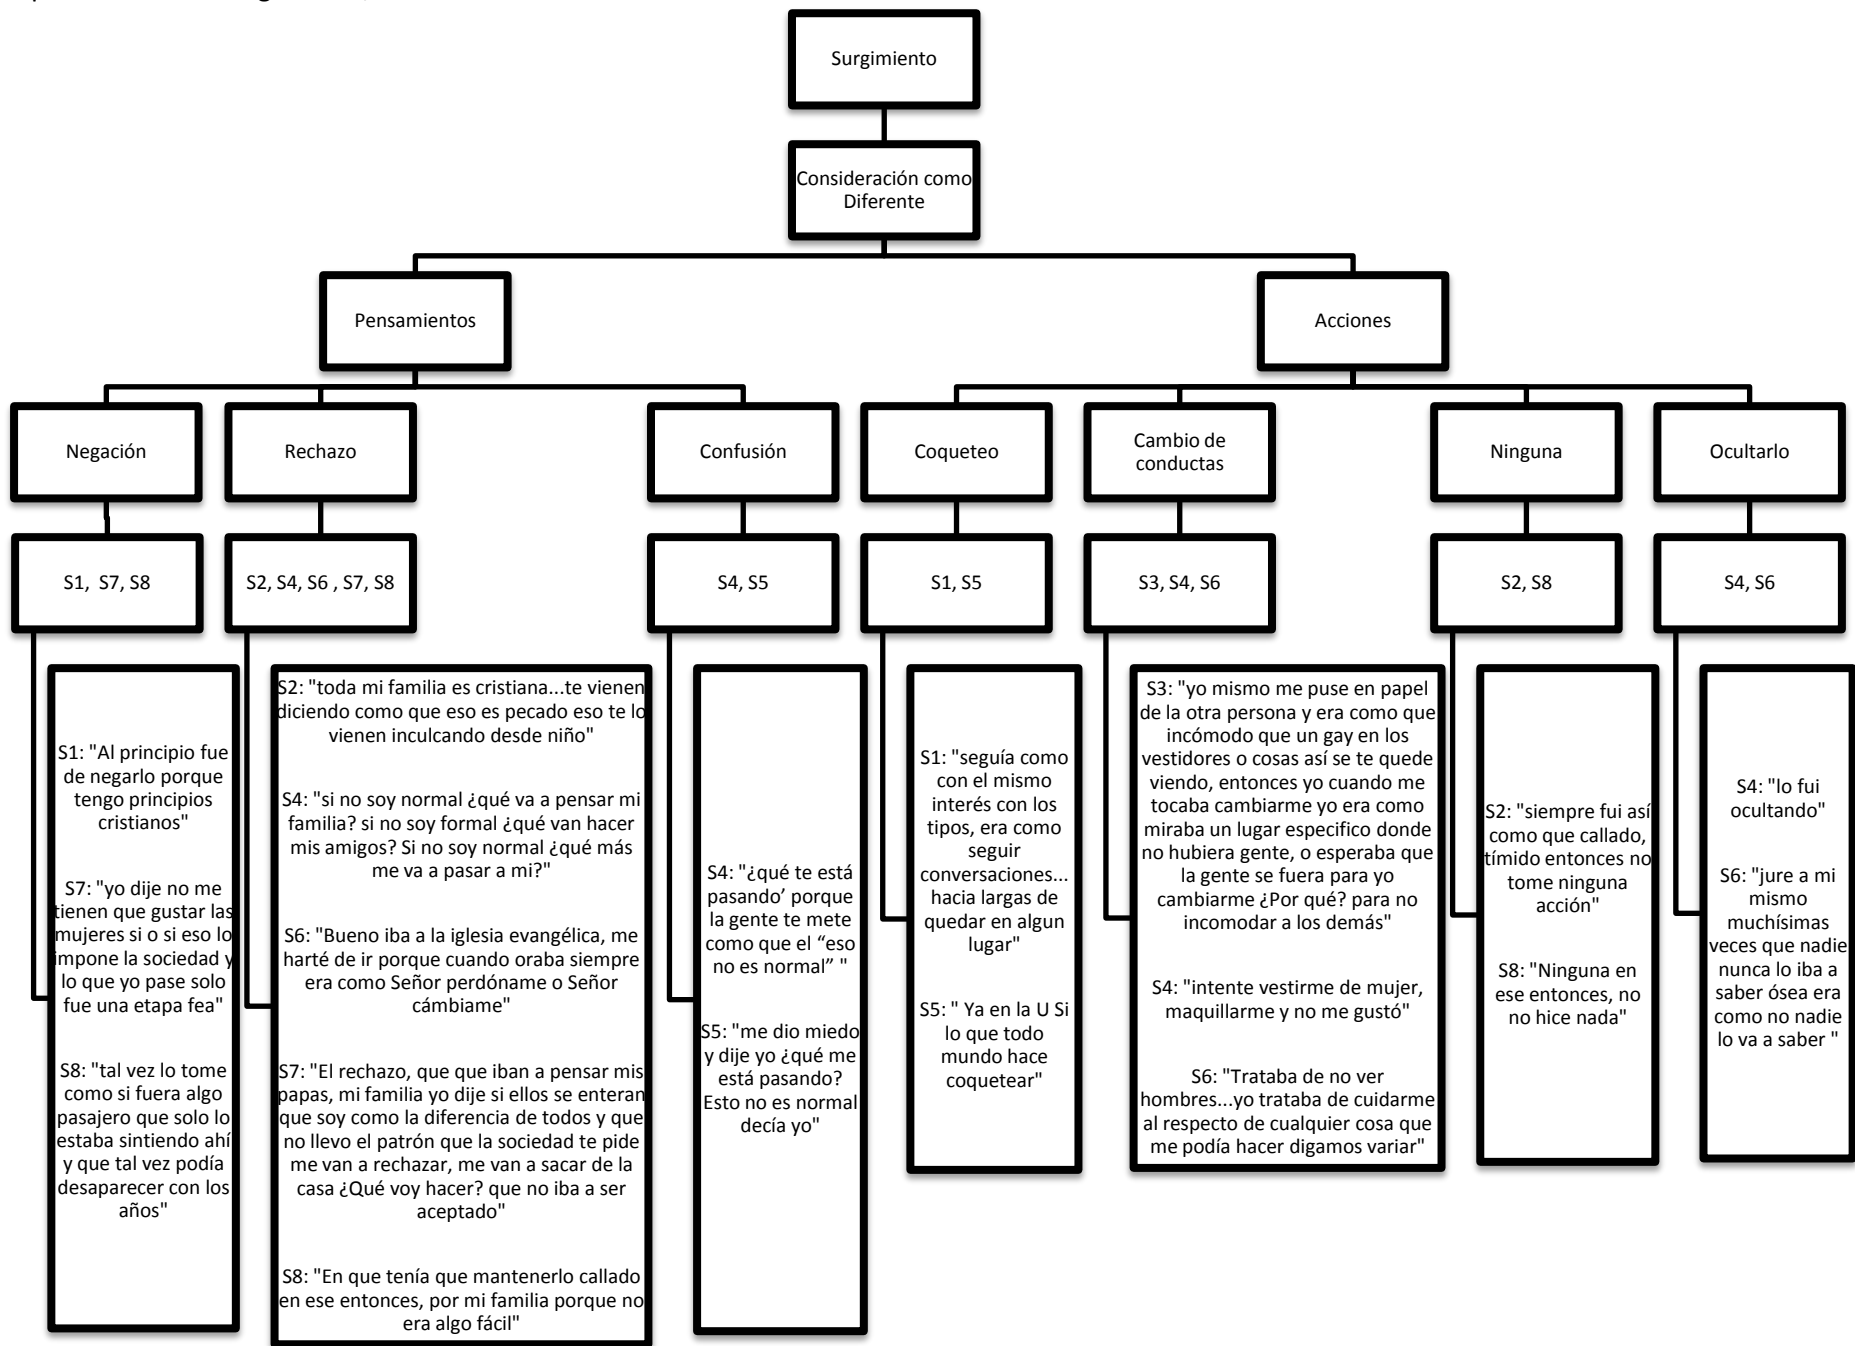 Surgimiento
Consideración como
Diferente
Pensamientos
Acciones
Negación
Rechazo
Confusión
Coqueteo
Cambio de
conductas
Ninguna
Ocultarlo
S1, S7, S8
S2, S4, S6 , S7, S8
S4, S5
S1, S5
S3, S4, S6
S2, S8
S4, S6
S1: "Al principio fue
de negarlo porque
tengo principios
cristianos"
S7: "yo dije no me
tienen que gustar las
mujeres si o si eso lo
impone la sociedad y
lo que yo pase solo
fue una etapa fea"
S8: "tal vez lo tome
como si fuera algo
pasajero que solo lo
estaba sintiendo ahí
y que tal vez podía
desaparecer con los
años"
S2: "toda mi familia es cristiana...te vienen
diciendo como que eso es pecado eso te lo
vienen inculcando desde niño"
S4: "si no soy normal ¿qué va a pensar mi
familia? si no soy formal ¿qué van hacer
mis amigos? Si no soy normal ¿qué más
me va a pasar a mi?"
S6: "Bueno iba a la iglesia evangélica, me
harté de ir porque cuando oraba siempre
era como Señor perdóname o Señor
cámbiame"
S7: "El rechazo, que que iban a pensar mis
papas, mi familia yo dije si ellos se enteran
que soy como la diferencia de todos y que
no llevo el patrón que la sociedad te pide
me van a rechazar, me van a sacar de la
casa ¿Qué voy hacer? que no iba a ser
aceptado"
S8: "En que tenía que mantenerlo callado
en ese entonces, por mi familia porque no
era algo fácil"
S4: "¿qué te está
pasando’ porque
la gente te mete
como que el “eso
no es normal” "
S5: "me dio miedo
y dije yo ¿qué me
está pasando?
Esto no es normal
decía yo"
S1: "seguía como
con el mismo
interés con los
tipos, era como
seguir
conversaciones...
hacia largas de
quedar en algun
lugar"
S5: " Ya en la U Si
lo que todo
mundo hace
coquetear"
S3: "yo mismo me puse en papel
de la otra persona y era como que
incómodo que un gay en los
vestidores o cosas así se te quede
viendo, entonces yo cuando me
tocaba cambiarme yo era como
miraba un lugar especifico donde
no hubiera gente, o esperaba que
la gente se fuera para yo
cambiarme ¿Por qué? para no
incomodar a los demás"
S4: "intente vestirme de mujer,
maquillarme y no me gustó"
S6: "Trataba de no ver
hombres...yo trataba de cuidarme
al respecto de cualquier cosa que
me podía hacer digamos variar"
S2: "siempre fui así
como que callado,
tímido entonces no
tome ninguna
acción"
S8: "Ninguna en
ese entonces, no
no hice nada"
S4: "lo fui
ocultando"
S6: "jure a mi
mismo
muchísimas
veces que nadie
nunca lo iba a
saber ósea era
como no nadie
lo va a saber "